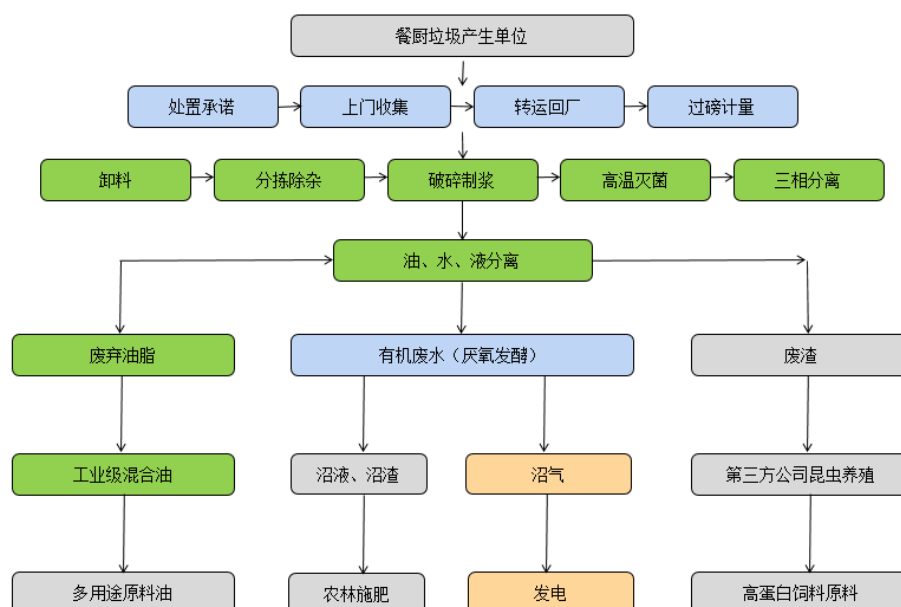 餐厨垃圾产生单位
处置承诺
上门收集
转运回厂
过磅计量
卸料
分拣除杂
破碎制浆
高温灭菌
三相分离
油、水、液分离
废弃油脂
有机废水（厌氧发酵）
废渣
工业级混合油
沼液、沼渣
沼气
第三方公司昆虫养殖
多用途原料油
农林施肥
发电
高蛋白饲料原料